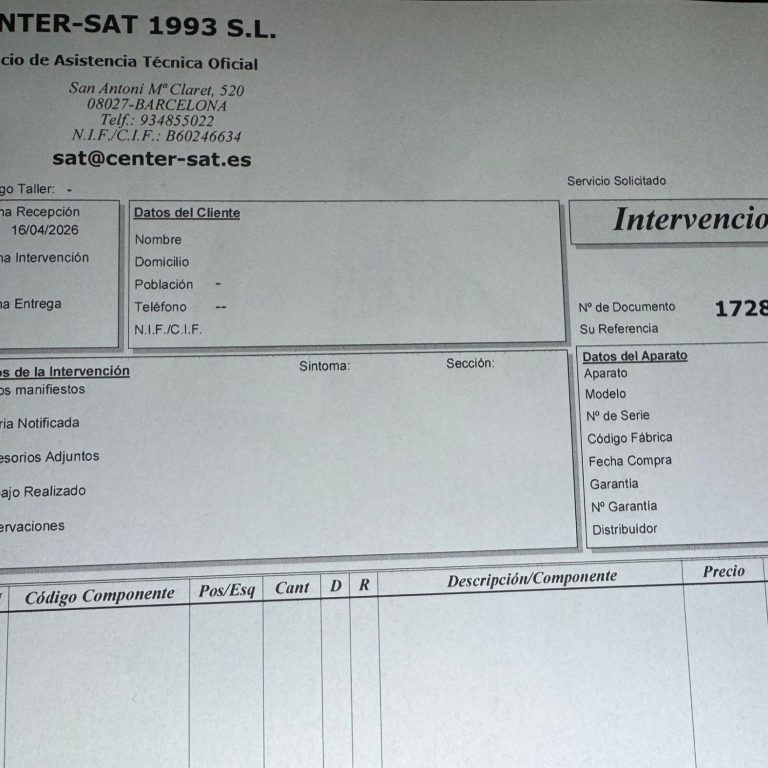 NTER-SAT 1993 S.L.
cio de Asistencia Técnica Oficial
San Antoni Mª Claret, 520
08027-BARCELONA
Telf.: 934855022
N.I.F./C.I.F.: B60246634
sat@center-sat.es
go Taller: -
Servicio Solicitado
ha Recepción
16/04/2026
ha Intervención
ha Entrega
Datos del Cliente
Nombre
Domicilio
Población -
Teléfono --
N.I.F./C.I.F.
Intervencio
Nº de Documento 1728
Su Referencia
os de la Intervención Sintoma: Sección:
os manifiestos
ria Notificada
esorios Adjuntos
ajo Realizado
ervaciones
Datos del Aparato
Aparato
Modelo
Nº de Serie
Código Fábrica
Fecha Compra
Garantía
Nº Garantía
Distribuidor
Código Componente Pos/Esq Cant D R Descripción/Componente Precio